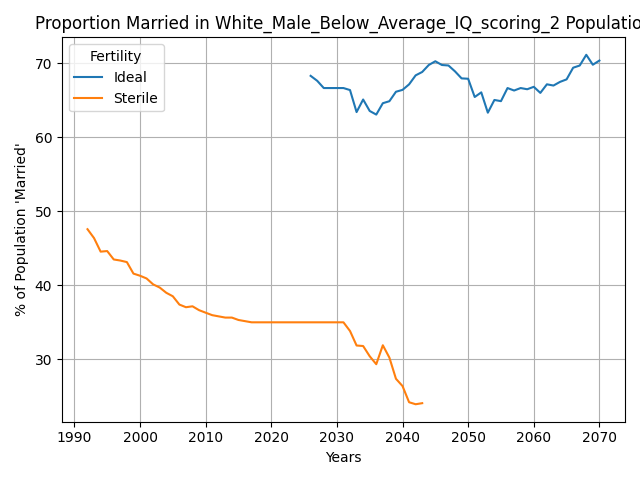 Proportion Married in White_Male_Below_Average_IQ_scoring_2 Populatio
Fertility
Ideal
Sterile
% of Population 'Married'
70
60
50
40
30
1990 2000 2010 2020 2030 2040 2050 2060 2070
Years